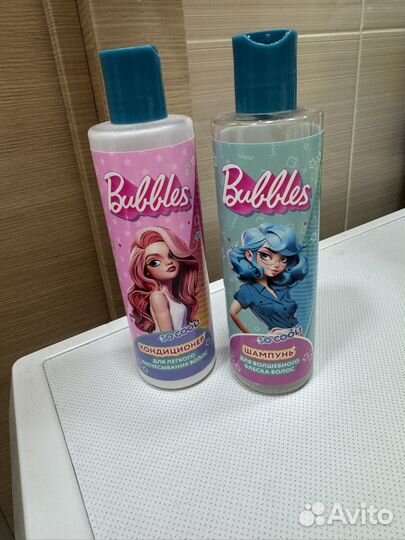 Bubbles
SO COOL!
КОНДИЦИОНЕР
ДЛЯ ЛЕГКОГО
РАСЧЕСЫВАНИЯ ВОЛОС
Bubbles
SO COOL!
ШАМПУНЬ
ДЛЯ ВОЛШЕБНОГО
БЛЕСКА ВОЛОС
Avito